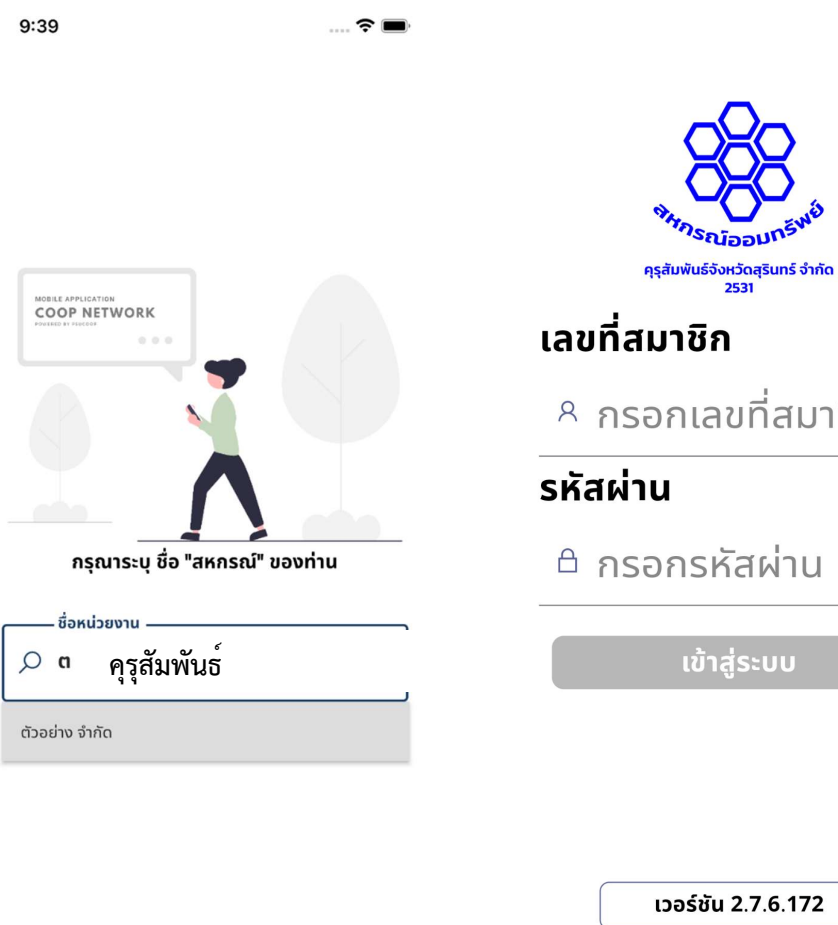 9:39
MOBILE APPLICATION
COOP NETWORK
กรุณาระบุ ชื่อ "สหกรณ์" ของท่าน
ชื่อหน่วยงาน
ต คุรุสัมพันธ์
ตัวอย่าง จำกัด
สหกรณ์ออมทรัพย์
คุรุสัมพันธ์จังหวัดสุรินทร์ จำกัด
2531
เลขที่สมาชิก
กรอกเลขที่สมา
รหัสผ่าน
กรอกรหัสผ่าน
เข้าสู่ระบบ
เวอร์ชัน 2.7.6.172